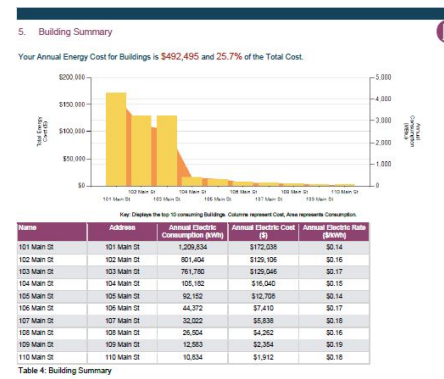 5. Building Summary
Your Annual Energy Cost for Buildings is $492,495 and 25.7% of the Total Cost.
$200,000
$150,000
$100,000
$50,000
$0
Total Energy Cost ($)
5,000
4,000
3,000
2,000
1,000
0
Annual Consumption
102 Main St 104 Main St 106 Main St 108 Main St 110 Main St
101 Main St 103 Main St 105 Main St 107 Main St 109 Main St
Key: Displays the top 10 consuming Buildings. Columns represent Cost, Area represents Consumption.
Name Address Annual Electric Consumption (kWh) Annual Electric Cost ($) Annual Electric Rate ($/kWh)
101 Main St 101 Main St 1,209,834 $172,038 $0.14
102 Main St 102 Main St 801,404 $129,106 $0.16
103 Main St 103 Main St 761,780 $129,046 $0.17
104 Main St 104 Main St 105,182 $16,040 $0.15
105 Main St 105 Main St 92,152 $12,708 $0.14
106 Main St 106 Main St 44,372 $7,410 $0.17
107 Main St 107 Main St 32,022 $5,838 $0.18
108 Main St 108 Main St 26,504 $4,262 $0.16
109 Main St 109 Main St 12,583 $2,354 $0.19
110 Main St 110 Main St 10,834 $1,912 $0.18
Table 4: Building Summary